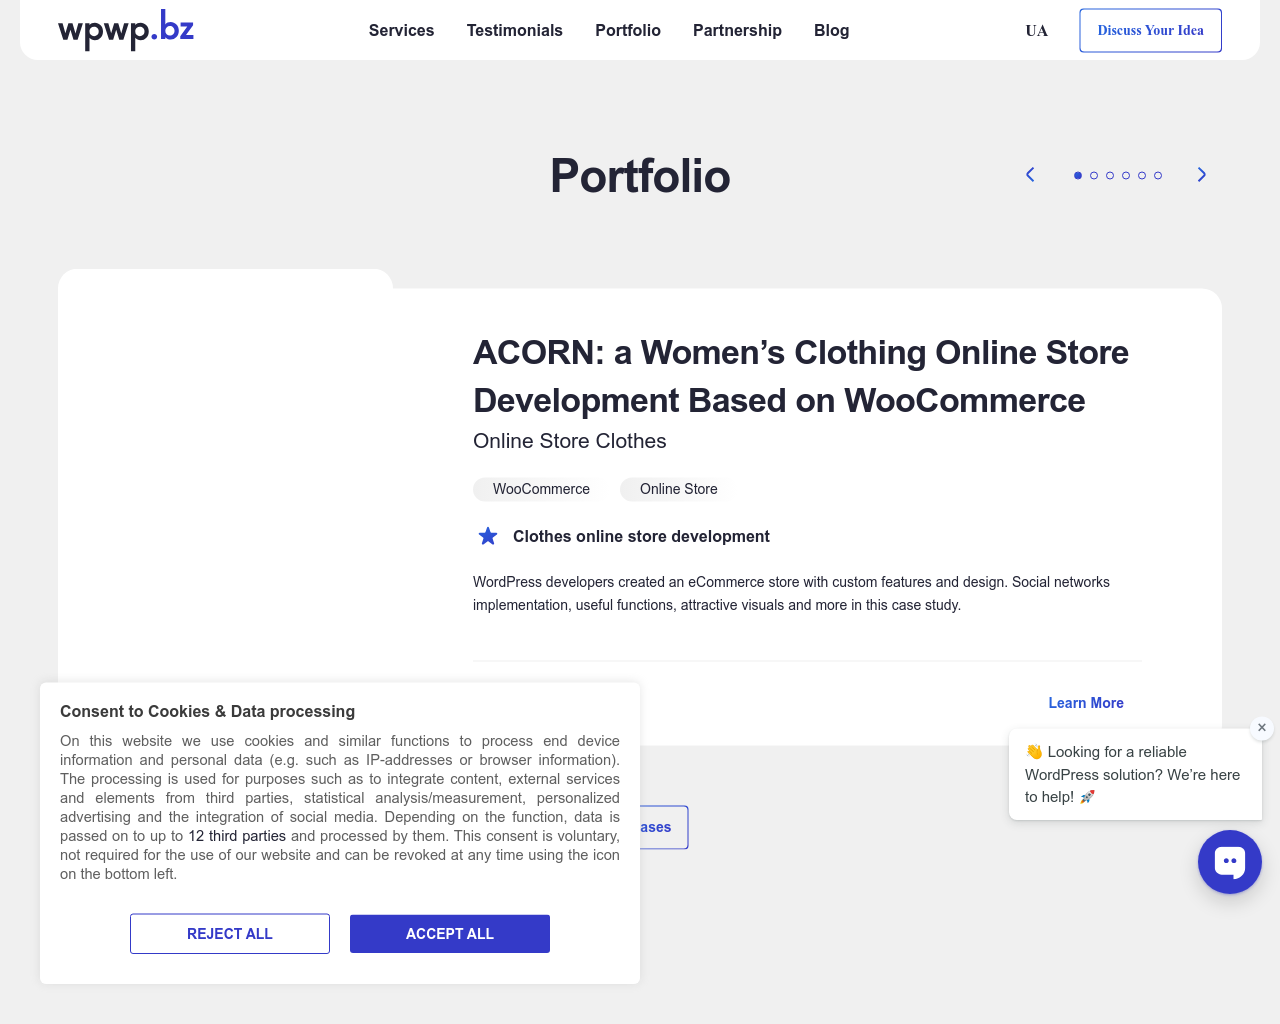 wpwp.bz
Services
Testimonials
Portfolio
Partnership
Blog
UA
Discuss Your Idea
Portfolio
ACORN: a Women’s Clothing Online Store
Development Based on WooCommerce
Online Store Clothes
WooCommerce
Online Store
Clothes online store development
WordPress developers created an eCommerce store with custom features and design. Social networks
implementation, useful functions, attractive visuals and more in this case study.
Learn More
Consent to Cookies & Data processing
On this website we use cookies and similar functions to process end device
information and personal data (e.g. such as IP-addresses or browser information).
The processing is used for purposes such as to integrate content, external services
and elements from third parties, statistical analysis/measurement, personalized
advertising and the integration of social media. Depending on the function, data is
passed on to up to 12 third parties and processed by them. This consent is voluntary,
not required for the use of our website and can be revoked at any time using the icon
on the bottom left.
REJECT ALL
ACCEPT ALL
👋 Looking for a reliable
WordPress solution? We’re here
to help! 🚀